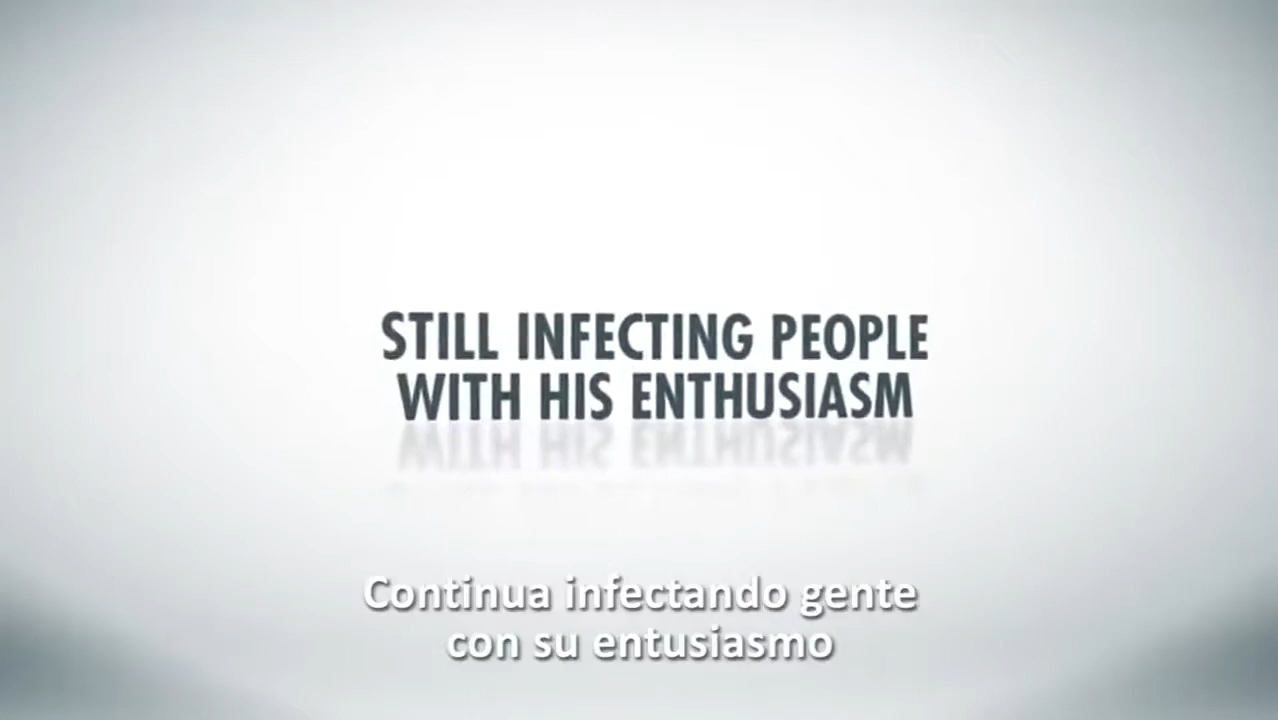 STILL INFECTING PEOPLE
WITH HIS ENTHUSIASM
Continua infectando gente
con su entusiasmo